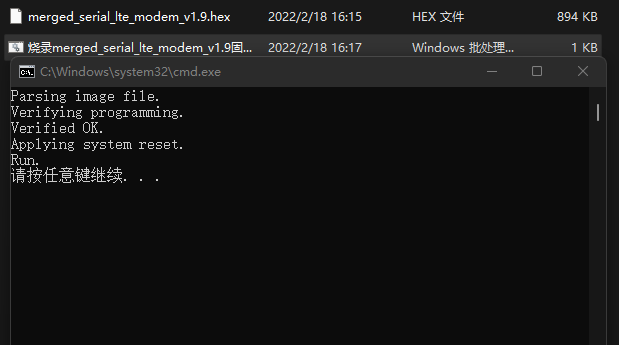 merged_serial_lte_modem_v1.9.hex 2022/2/18 16:15 HEX 文件 894 KB
烧录merged_serial_lte_modem_v1.9固... 2022/2/18 16:17 Windows 批处理... 1 KB
C:\Windows\system32\cmd.exe
Parsing image file.
Verifying programming.
Verified OK.
Applying system reset.
Run.
请按任意键继续. . .